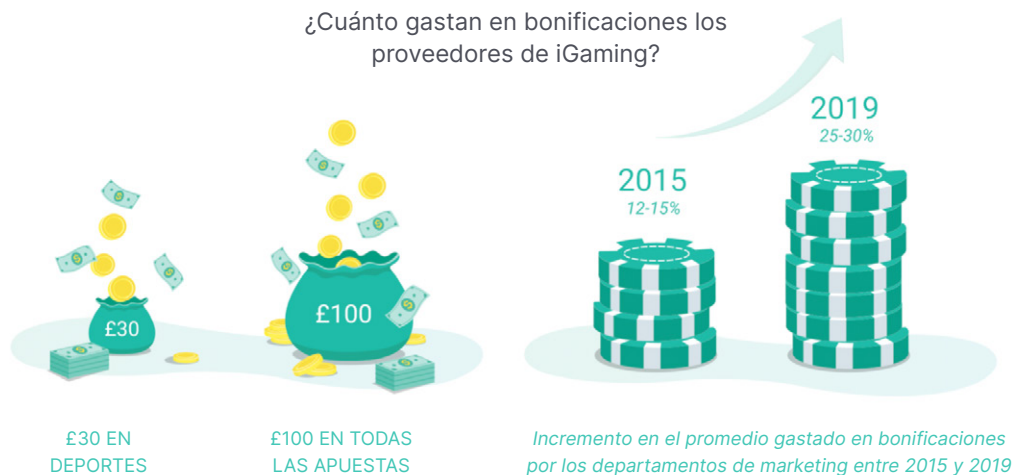 ¿Cuánto gastan en bonificaciones los
proveedores de iGaming?
£30
£100
2015
12-15%
2019
25-30%
£30 EN
DEPORTES
£100 EN TODAS
LAS APUESTAS
Incremento en el promedio gastado en bonificaciones
por los departamentos de marketing entre 2015 y 2019